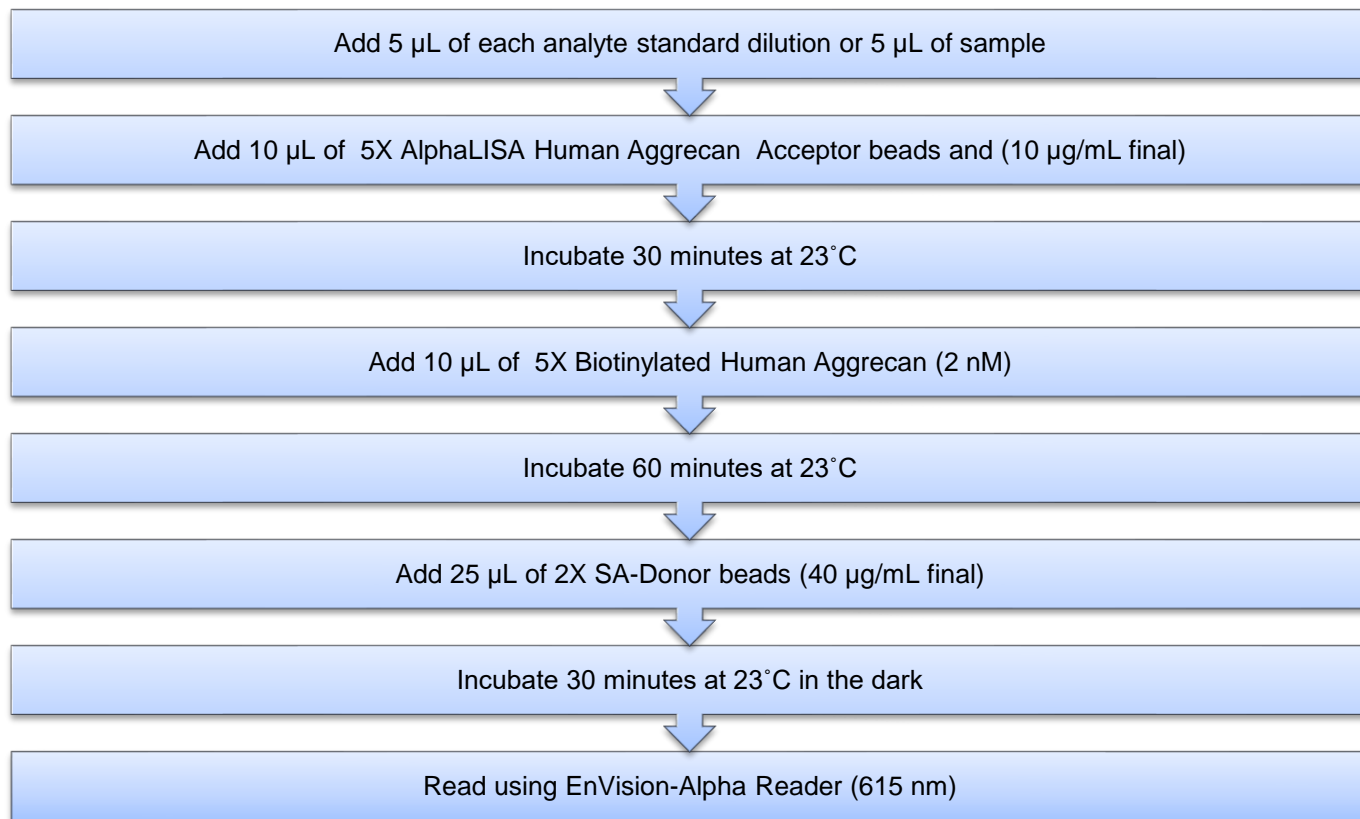 Add 5 µL of each analyte standard dilution or 5 µL of sample
Add 10 µL of 5X AlphaLISA Human Aggrecan Acceptor beads and (10 µg/mL final)
Incubate 30 minutes at 23˚C
Add 10 µL of 5X Biotinylated Human Aggrecan (2 nM)
Incubate 60 minutes at 23˚C
Add 25 µL of 2X SA-Donor beads (40 µg/mL final)
Incubate 30 minutes at 23˚C in the dark
Read using EnVision-Alpha Reader (615 nm)